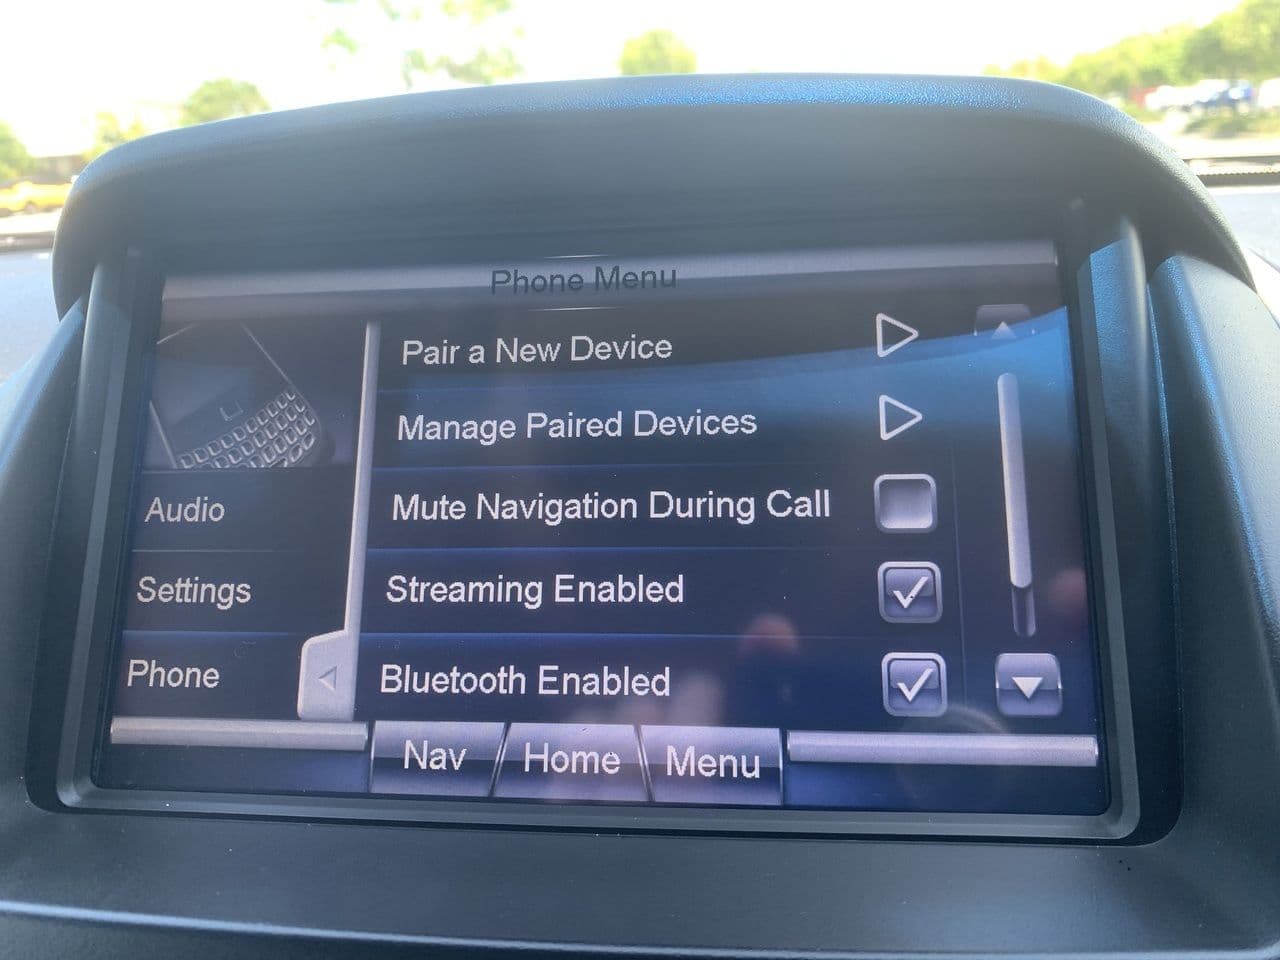 Phone Menu
Pair a New Device
Manage Paired Devices
Audio
Mute Navigation During Call
Settings
Streaming Enabled
Phone
Bluetooth Enabled
Nav
Home
Menu